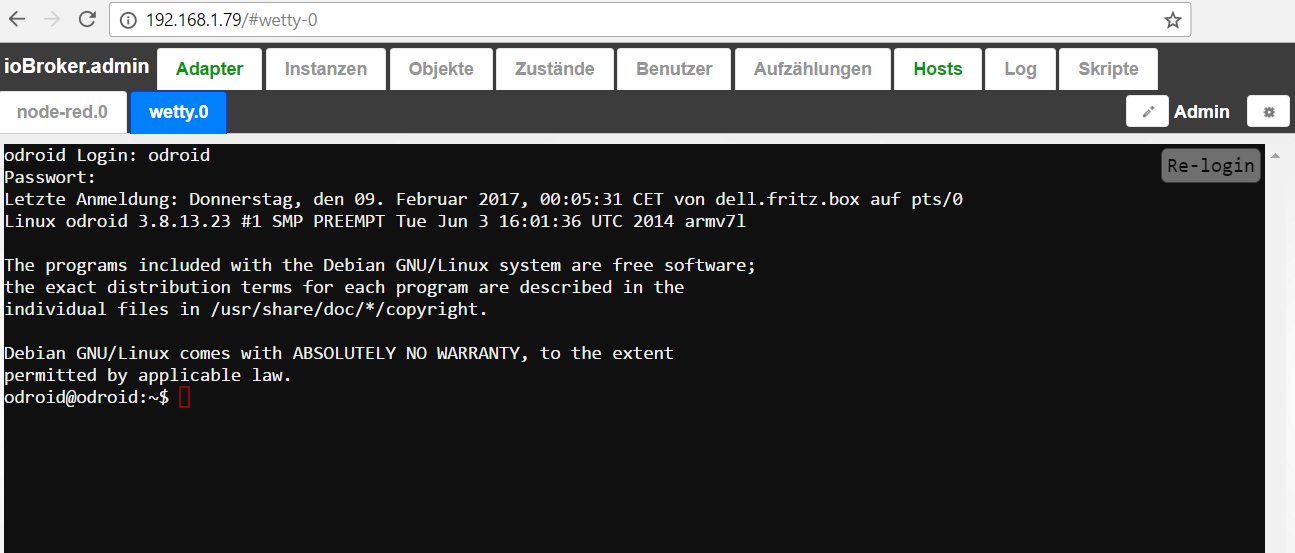 192.168.1.79/#wetty-0
ioBroker.admin Adapter Instanzen Objekte Zustände Benutzer Aufzählungen Hosts Log Skripte
node-red.0 wetty.0 Admin
odroid Login: odroid Re-login
Passwort:
Letzte Anmeldung: Donnerstag, den 09. Februar 2017, 00:05:31 CET von dell.fritz.box auf pts/0
Linux odroid 3.8.13.23 #1 SMP PREEMPT Tue Jun 3 16:01:36 UTC 2014 armv7l
The programs included with the Debian GNU/Linux system are free software;
the exact distribution terms for each program are described in the
individual files in /usr/share/doc/*/copyright.
Debian GNU/Linux comes with ABSOLUTELY NO WARRANTY, to the extent
permitted by applicable law.
odroid@odroid:~$